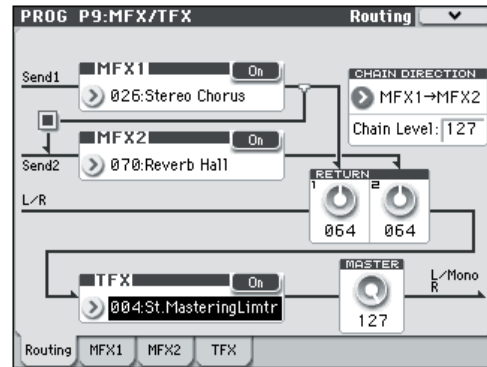 PROG P9:MFX/TFX Routing
Send1
MFX1 On
026:Stereo Chorus
CHAIN DIRECTION
MFX1→MFX2
Chain Level: 127
MFX2 On
070:Reverb Hall
Send2
L/R
RETURN
1 2
064 064
TFX On
004:St.MasteringLimtr
MASTER
127
L/Mono
R
Routing MFX1 MFX2 TFX